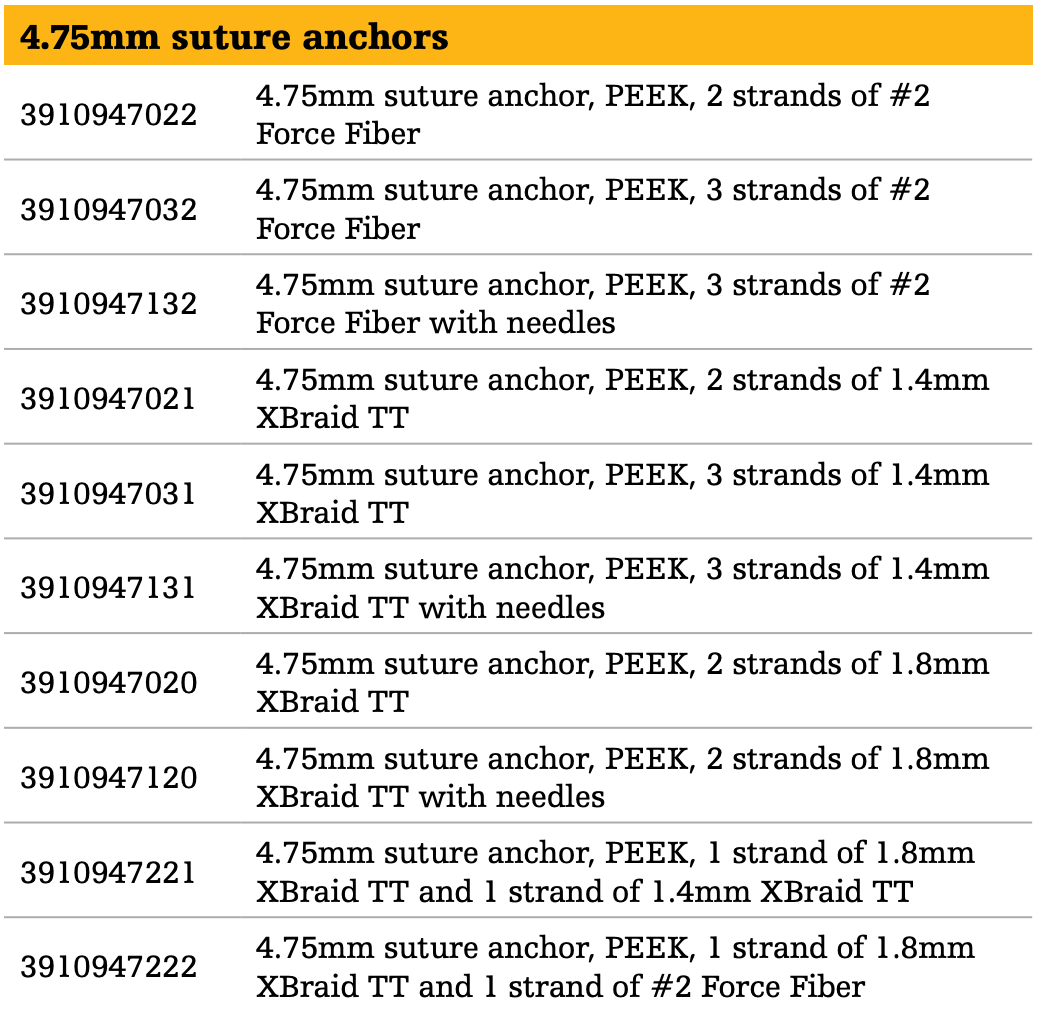 4.75mm suture anchors
3910947022
4.75mm suture anchor, PEEK, 2 strands of #2
Force Fiber
3910947032
4.75mm suture anchor, PEEK, 3 strands of #2
Force Fiber
3910947132
4.75mm suture anchor, PEEK, 3 strands of #2
Force Fiber with needles
3910947021
4.75mm suture anchor, PEEK, 2 strands of 1.4mm
XBraid TT
3910947031
4.75mm suture anchor, PEEK, 3 strands of 1.4mm
XBraid TT
3910947131
4.75mm suture anchor, PEEK, 3 strands of 1.4mm
XBraid TT with needles
3910947020
4.75mm suture anchor, PEEK, 2 strands of 1.8mm
XBraid TT
3910947120
4.75mm suture anchor, PEEK, 2 strands of 1.8mm
XBraid TT with needles
3910947221
4.75mm suture anchor, PEEK, 1 strand of 1.8mm
XBraid TT and 1 strand of 1.4mm XBraid TT
3910947222
4.75mm suture anchor, PEEK, 1 strand of 1.8mm
XBraid TT and 1 strand of #2 Force Fiber